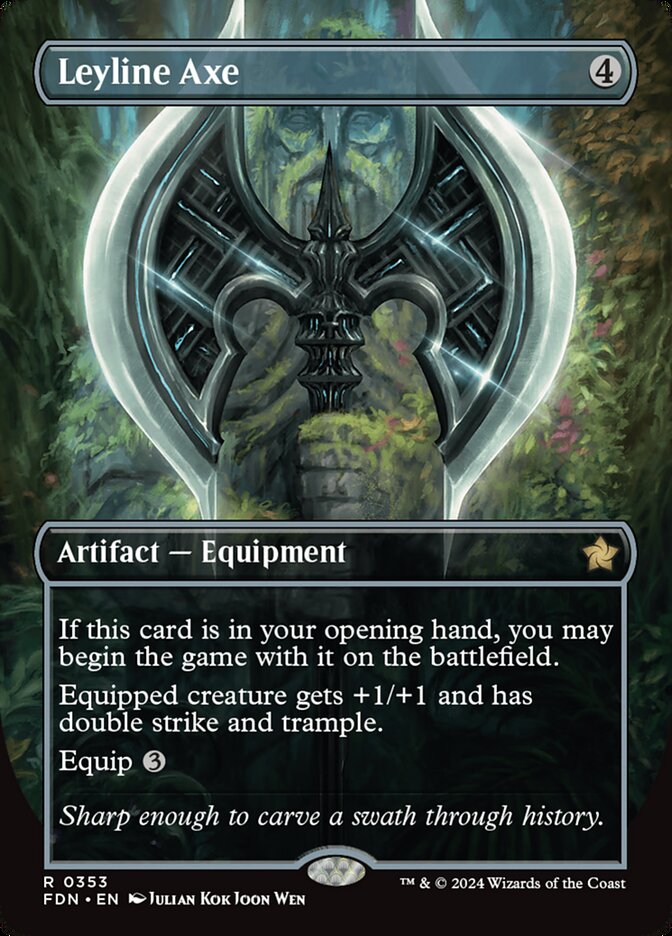 Leyline Axe 4
Artifact — Equipment
If this card is in your opening hand, you may
begin the game with it on the battlefield.
Equipped creature gets +1/+1 and has
double strike and trample.
Equip 3
Sharp enough to carve a swath through history.
R 0353
FDN • EN Julian Kok Joon Wen
™ & © 2024 Wizards of the Coast